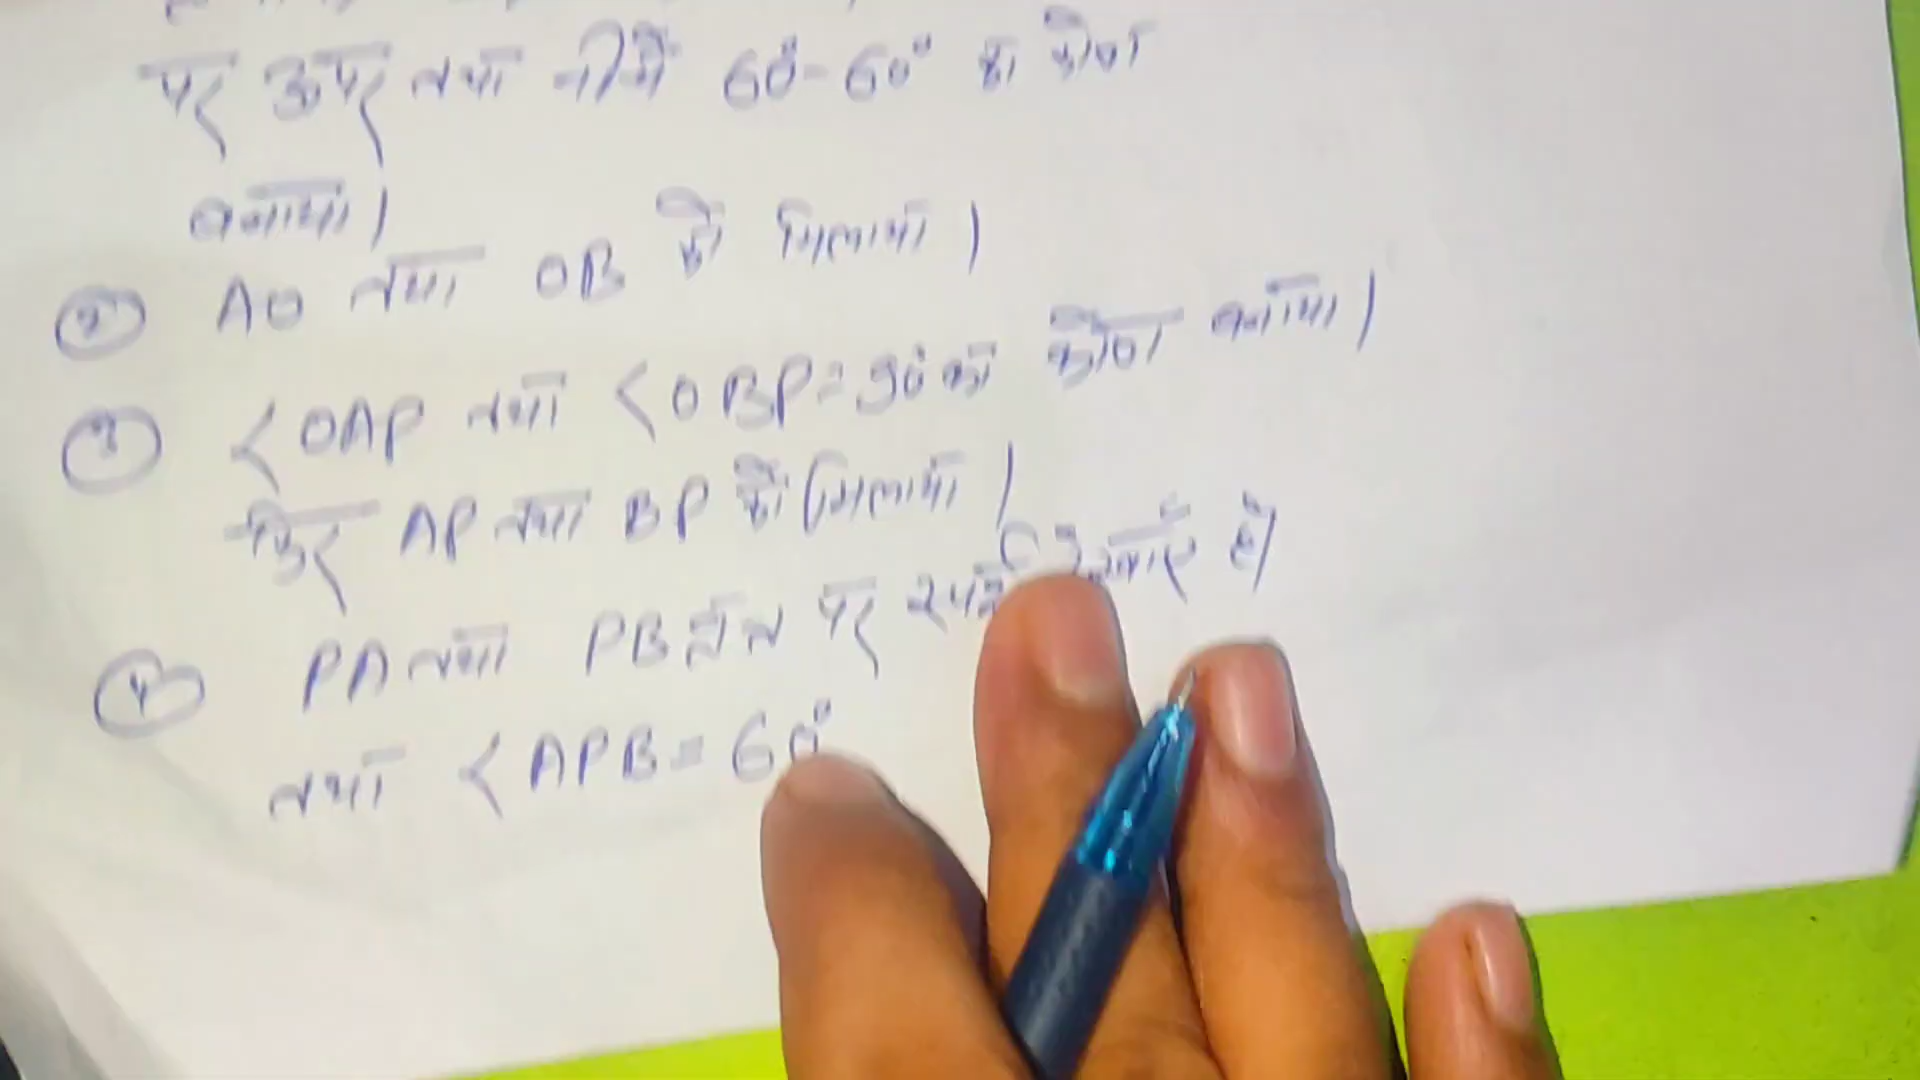 पर ऊपर तथा नीचे 60°-60° का कोण
बनाया।
② AO तथा OB को मिलाया।
③ <OAP तथा <OBP=90°का कोण बनाया।
फिर AP तथा BP को मिलाया।
④ PA तथा PB वृत्त पर स्पर्श रेखाएँ हैं।
तथा <APB=60°